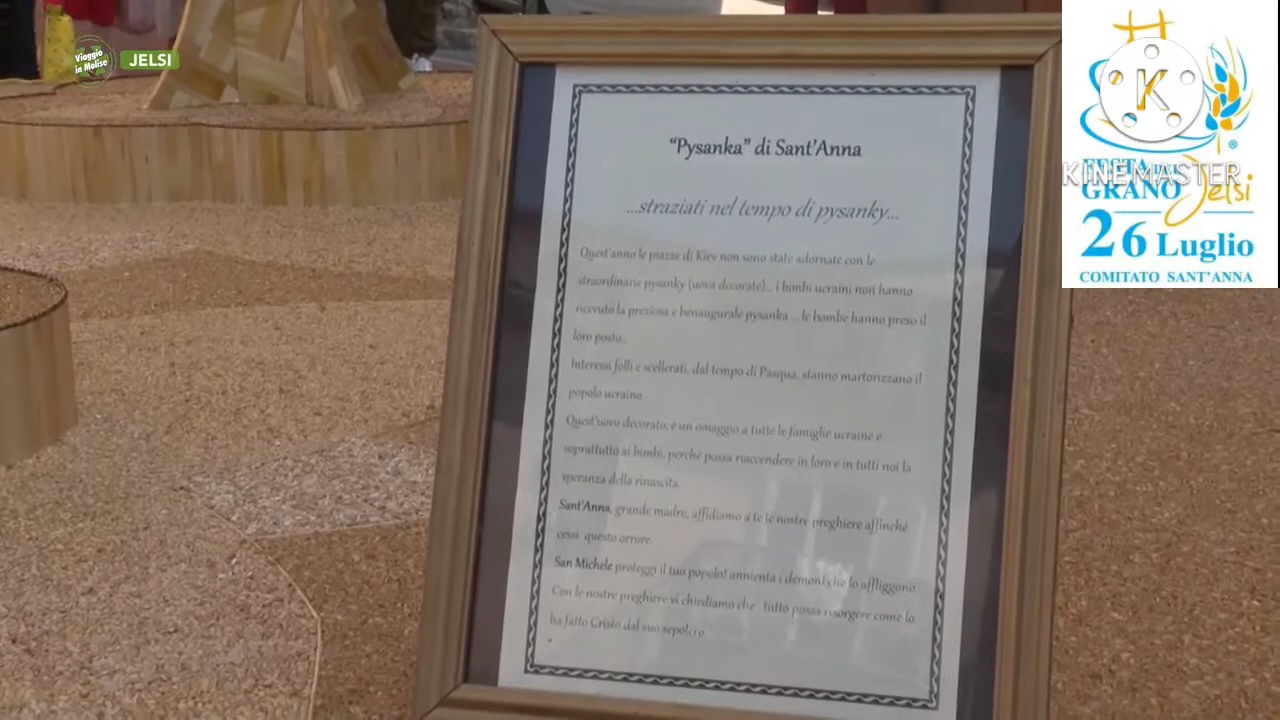 Viaggio
in Molise
JELSI
"Pysanka" di Sant'Anna
...straziati nel tempo di pysanky...
Quest'anno le piazze di Kiev non sono state adornate con le
straordinarie pysanky (uova decorate)... i bimbi ucraini non hanno
ricevuto la preziosa e benaugurale pysanka ... le bombe hanno preso il
loro posto..
Interessi folli e scellerati, dal tempo di Pasqua, stanno martorizzano il
popolo ucraino.
Quest'uovo decorato, è un omaggio a tutte le famiglie ucraine e
soprattutto ai bimbi, perché possa riaccendere in loro e in tutti noi la
speranza della rinascita.
Sant'Anna, grande madre, affidiamo a te le nostre preghiere affinché
cessi questo orrore.
San Michele proteggi il tuo popolo! annienta i demoni che lo affliggono
Con le nostre preghiere vi chiediamo che tutto possa risorgere come lo
ha fatto Cristo dal suo sepolcro.
K
KINEMASTER
FESTA DEL
GRANO Jelsi
26 Luglio
COMITATO SANT'ANNA
®